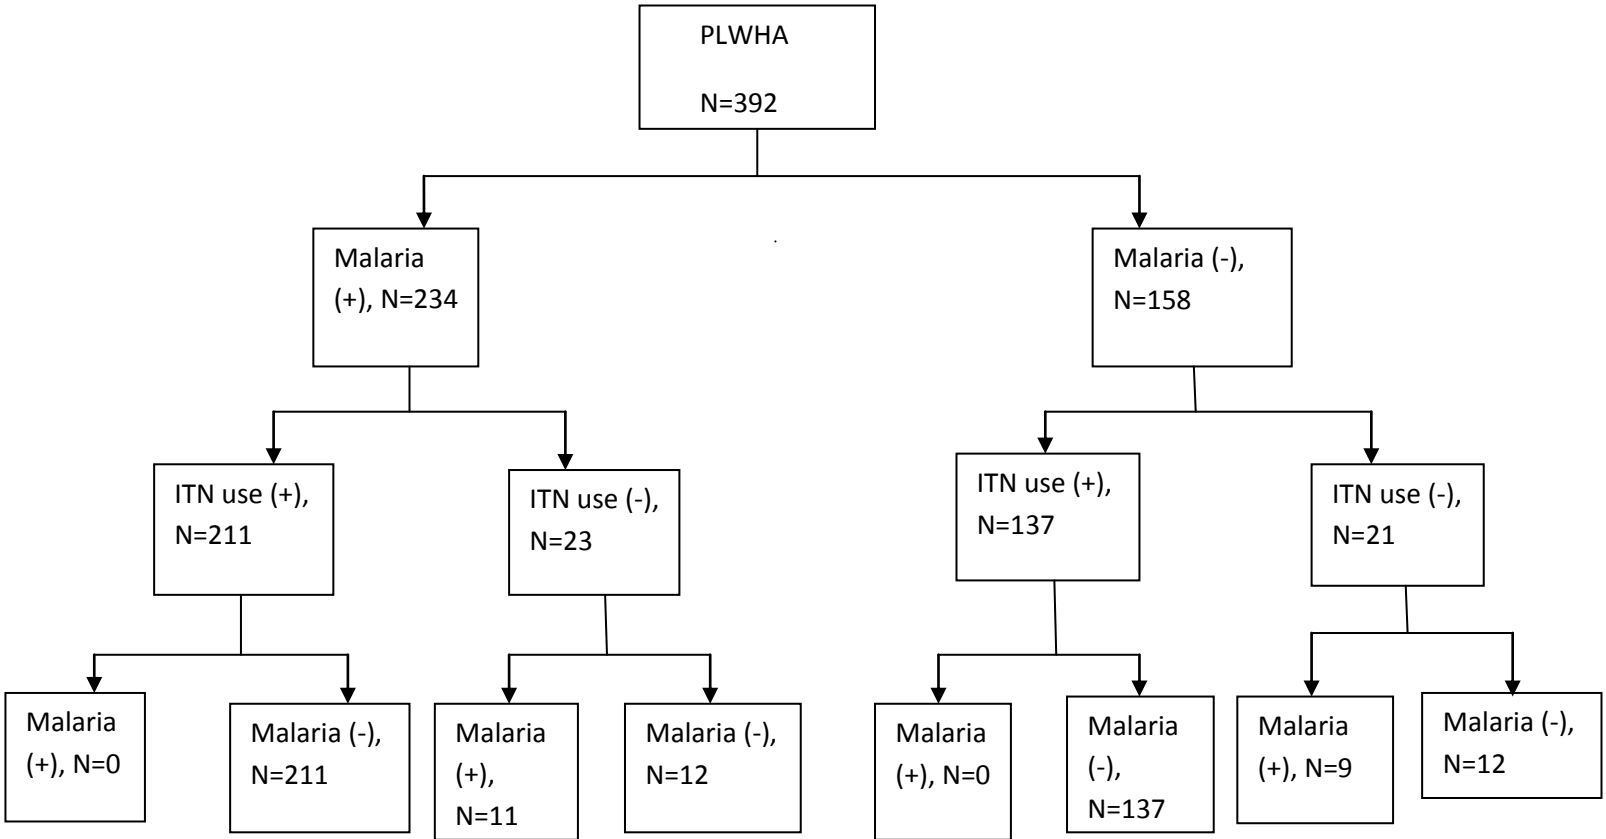 PLWHA
N=392
Malaria
(+), N=234
Malaria (-),
N=158
ITN use (+),
N=211
ITN use (-),
N=23
ITN use (+),
N=137
ITN use (-),
N=21
Malaria
(+), N=0
Malaria (-),
N=211
Malaria
(+),
N=11
Malaria (-),
N=12
Malaria
(+), N=0
Malaria
(-),
N=137
Malaria
(+), N=9
Malaria (-),
N=12